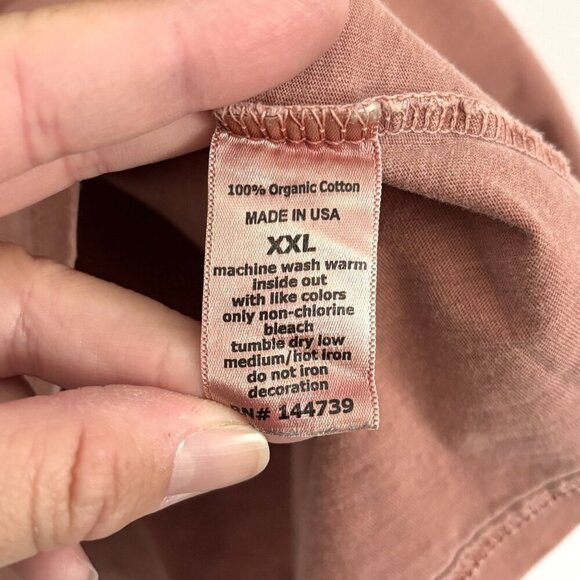 100% Organic Cotton
MADE IN USA
XXL
machine wash warm
inside out
with like colors
only non-chlorine
bleach
tumble dry low
medium/hot iron
do not iron
decoration
RN# 144739